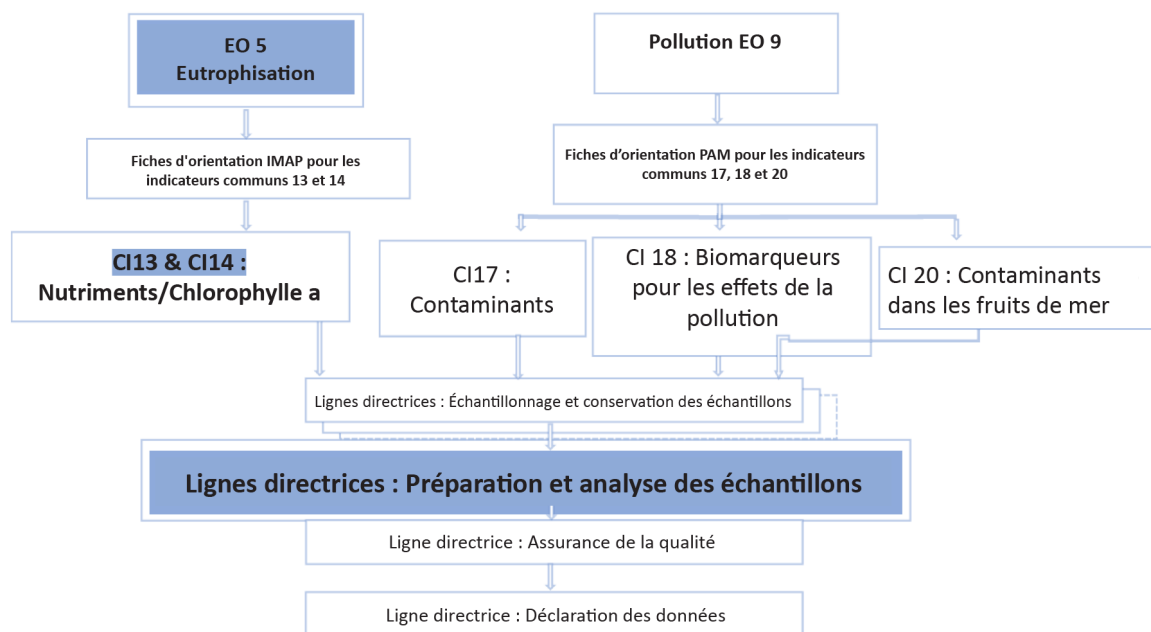 EO 5
Eutrophisation
Pollution EO 9
Fiches d'orientation IMAP pour les
indicateurs communs 13 et 14
Fiches d’orientation PAM pour les indicateurs
communs 17, 18 et 20
CI13 & CI14 :
Nutriments/Chlorophylle a
CI17 :
Contaminants
CI 18 : Biomarqueurs
pour les effets de la
pollution
CI 20 : Contaminants
dans les fruits de mer
Lignes directrices : Échantillonnage et conservation des échantillons
Lignes directrices : Préparation et analyse des échantillons
Ligne directrice : Assurance de la qualité
Ligne directrice : Déclaration des données